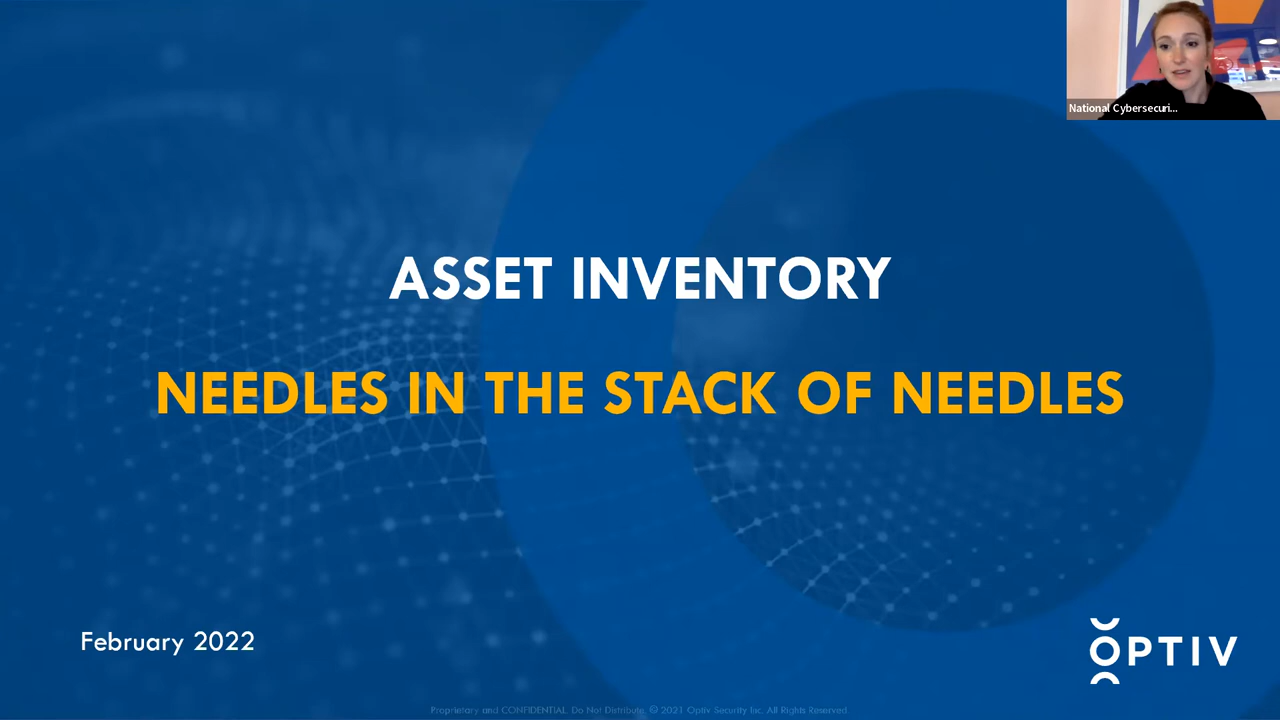 National Cybersecuri...
ASSET INVENTORY
NEEDLES IN THE STACK OF NEEDLES
February 2022
OPTIV
Proprietary and CONFIDENTIAL. Do Not Distribute. © 2021 Optiv Security Inc. All Rights Reserved.